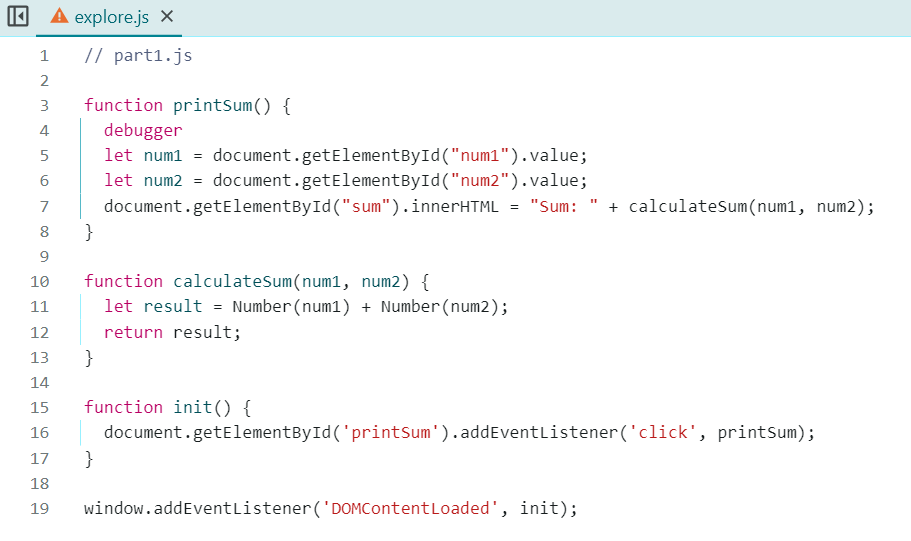 explore.js
1 // part1.js
2
3 function printSum() {
4   debugger
5   let num1 = document.getElementById("num1").value;
6   let num2 = document.getElementById("num2").value;
7   document.getElementById("sum").innerHTML = "Sum: " + calculateSum(num1, num2);
8 }
9
10 function calculateSum(num1, num2) {
11   let result = Number(num1) + Number(num2);
12   return result;
13 }
14
15 function init() {
16   document.getElementById('printSum').addEventListener('click', printSum);
17 }
18
19 window.addEventListener('DOMContentLoaded', init);